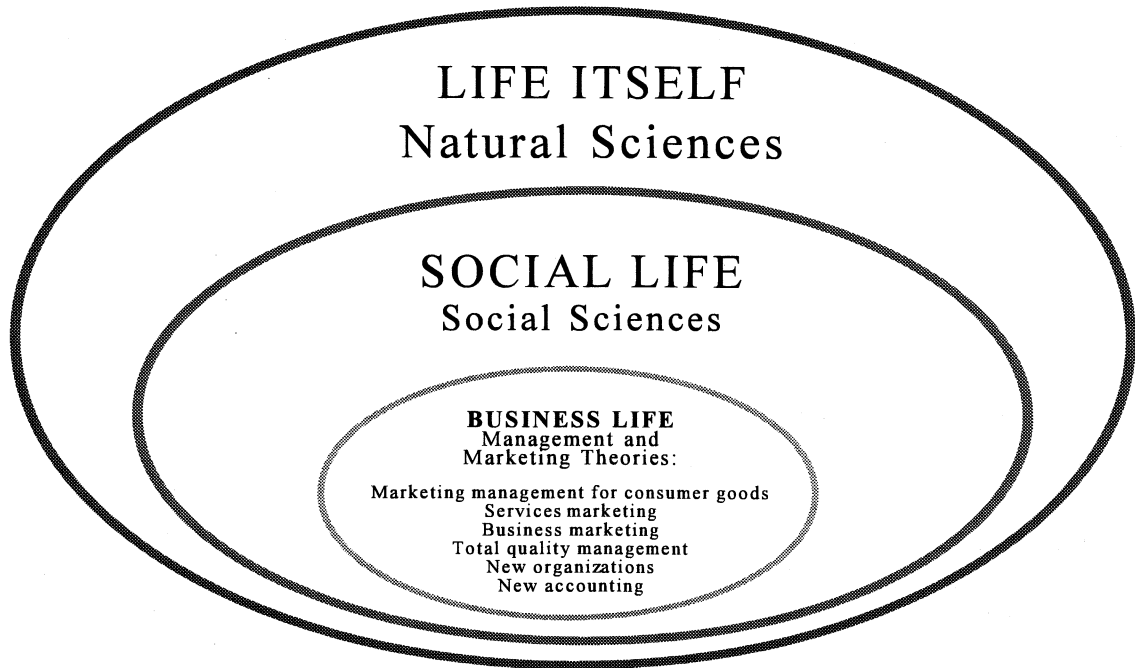 LIFE ITSELF
Natural Sciences
SOCIAL LIFE
Social Sciences
BUSINESS LIFE
Management and
Marketing Theories:
Marketing management for consumer goods
Services marketing
Business marketing
Total quality management
New organizations
New accounting